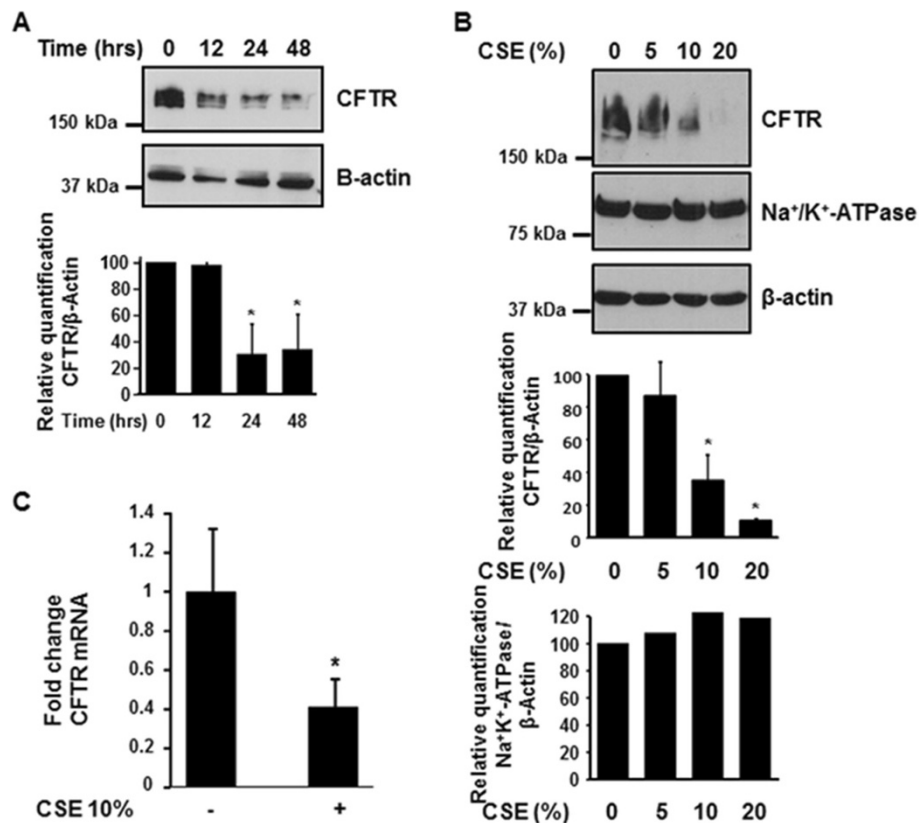 A
Time (hrs) 0 12 24 48
CFTR
150 kDa
B-actin
37 kDa
Relative quantification
CFTR/β-Actin
100
80
60
40
20
0
* *
Time (hrs) 0 12 24 48
B
CSE (%) 0 5 10 20
CFTR
150 kDa
Na⁺/K⁺-ATPase
75 kDa
β-actin
37 kDa
Relative quantification
CFTR/β-Actin
100
80
60
40
20
0
*
*
CSE (%) 0 5 10 20
Relative quantification
Na⁺K⁺-ATPase/
β-Actin
120
100
80
60
40
20
0
CSE (%) 0 5 10 20
C
Fold change
CFTR mRNA
1.4
1.2
1
0.8
0.6
0.4
0.2
0
*
CSE 10% - +